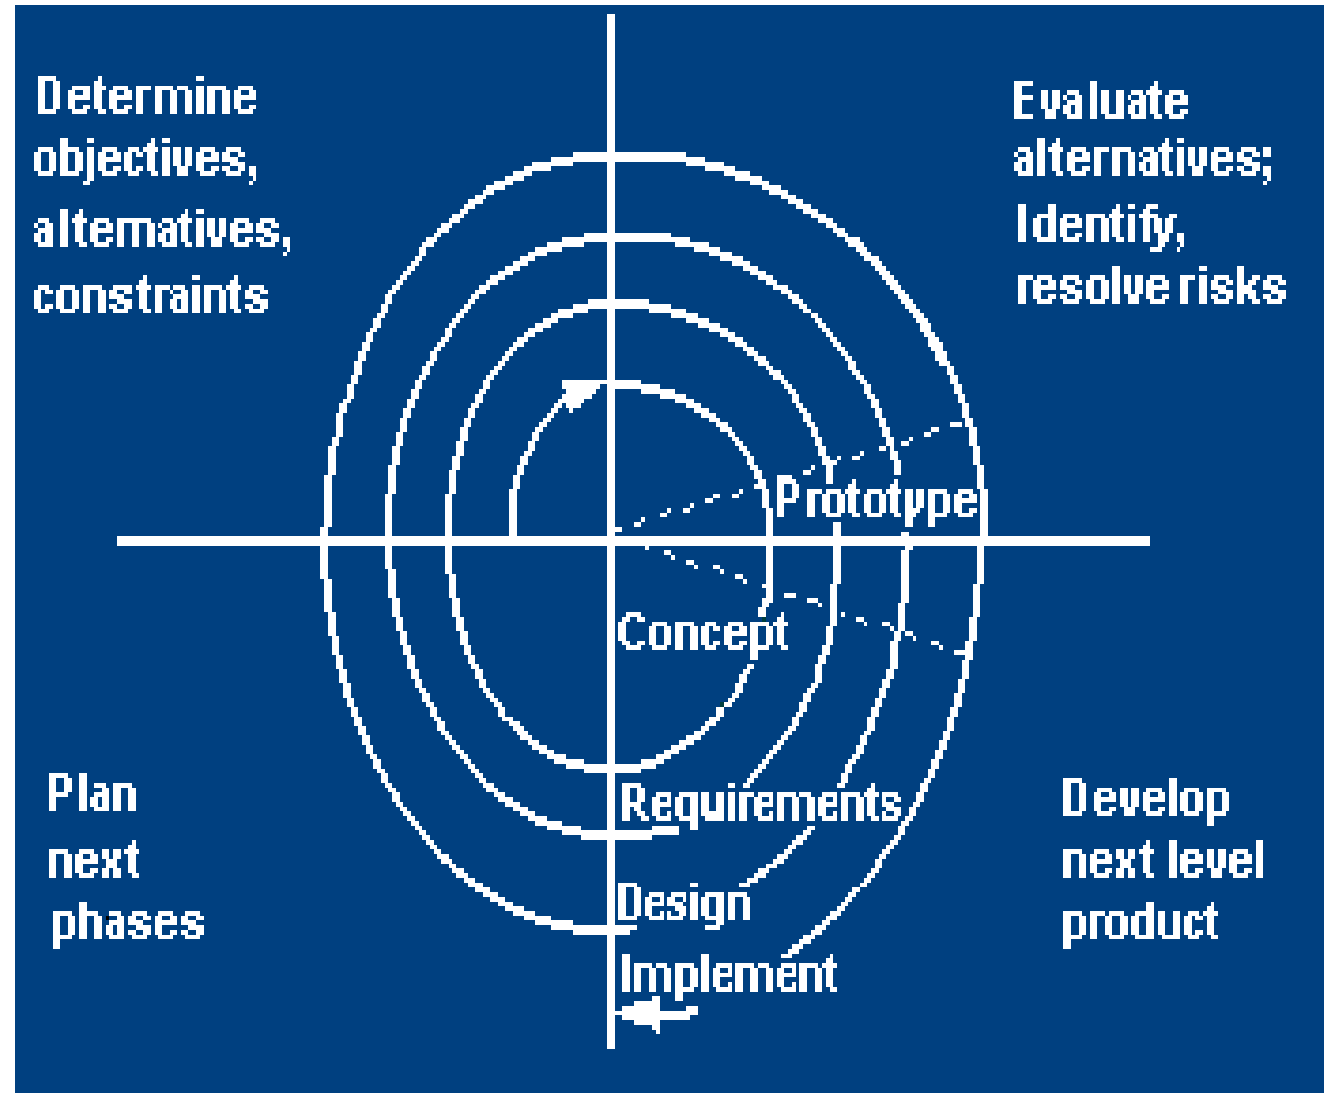 Determine
objectives,
alternatives,
constraints
Evaluate
alternatives;
Identify,
resolve risks
Prototype
Concept
Requirements
Design
Implement
Plan
next
phases
Develop
next level
product